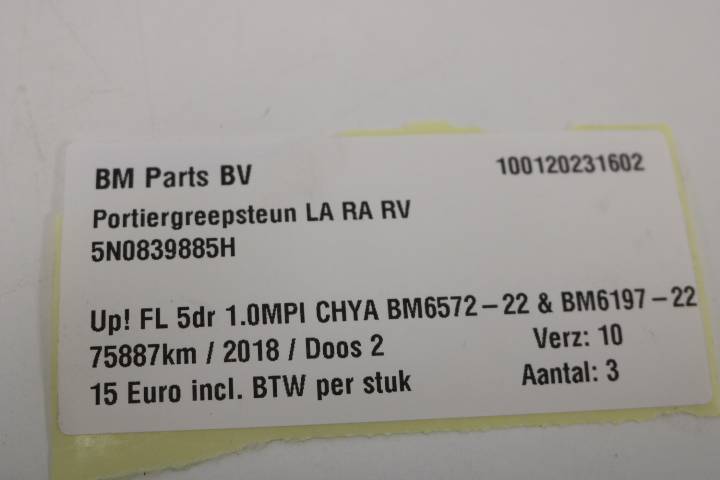 BM Parts BV 100120231602
Portiergreepsteun LA RA RV
5N0839885H
Up! FL 5dr 1.0MPI CHYA BM6572-22 & BM6197-22
75887km / 2018 / Doos 2 Verz: 10
15 Euro incl. BTW per stuk Aantal: 3